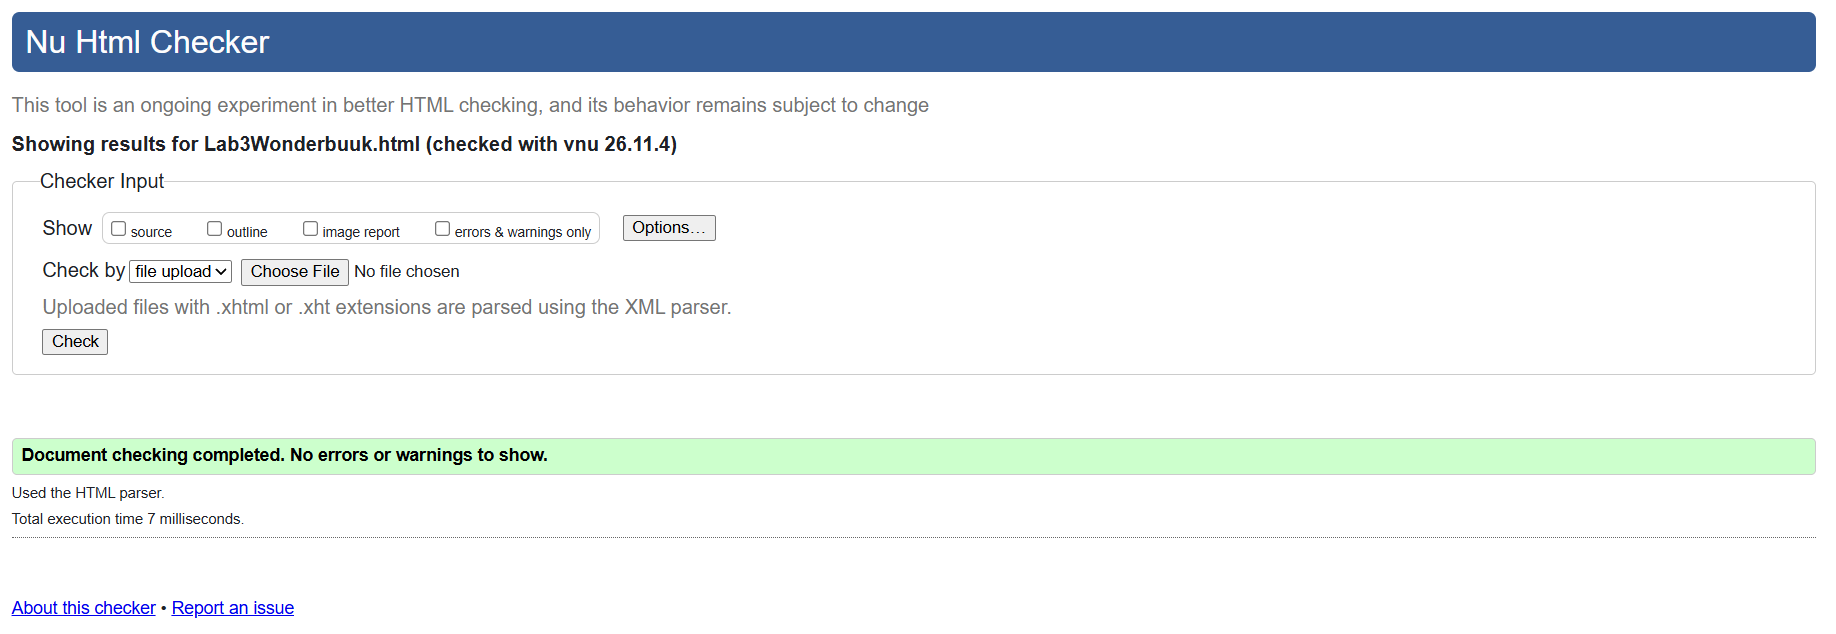 Nu Html Checker
This tool is an ongoing experiment in better HTML checking, and its behavior remains subject to change
Showing results for Lab3Wonderbuuk.html (checked with vnu 26.11.4)
Checker Input
Show source outline image report errors & warnings only Options...
Check by file upload Choose File No file chosen
Uploaded files with .xhtml or .xht extensions are parsed using the XML parser.
Check
Document checking completed. No errors or warnings to show.
Used the HTML parser.
Total execution time 7 milliseconds.
About this checker • Report an issue